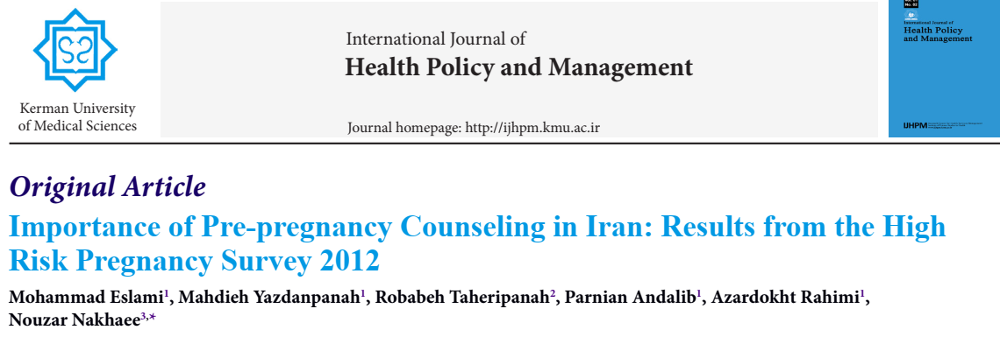 Kerman University
of Medical Sciences
International Journal of
Health Policy and Management
Journal homepage: http://ijhpm.kmu.ac.ir
No. 02
International Journal of
Health Policy
and Management
IJHPM
Original Article
Importance of Pre-pregnancy Counseling in Iran: Results from the High
Risk Pregnancy Survey 2012
Mohammad Eslami¹, Mahdieh Yazdanpanah¹, Robabeh Taheripanah², Parnian Andalib¹, Azardokht Rahimi¹,
Nouzar Nakhaee³,*